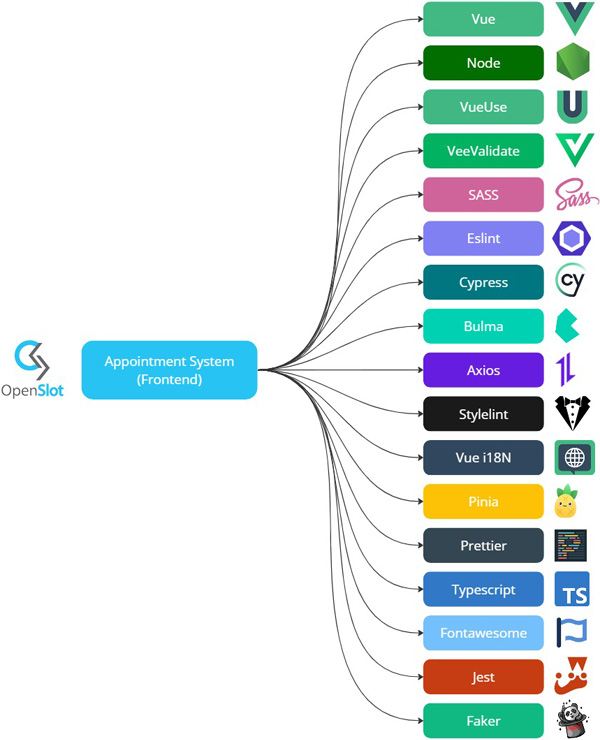 Vue
Node
VueUse
VeeValidate
SASS
Sass
Eslint
Cypress
cy
Bulma
OpenSlot
Appointment System
(Frontend)
Axios
Stylelint
Vue i18N
Pinia
Prettier
Typescript
TS
Fontawesome
Jest
Faker